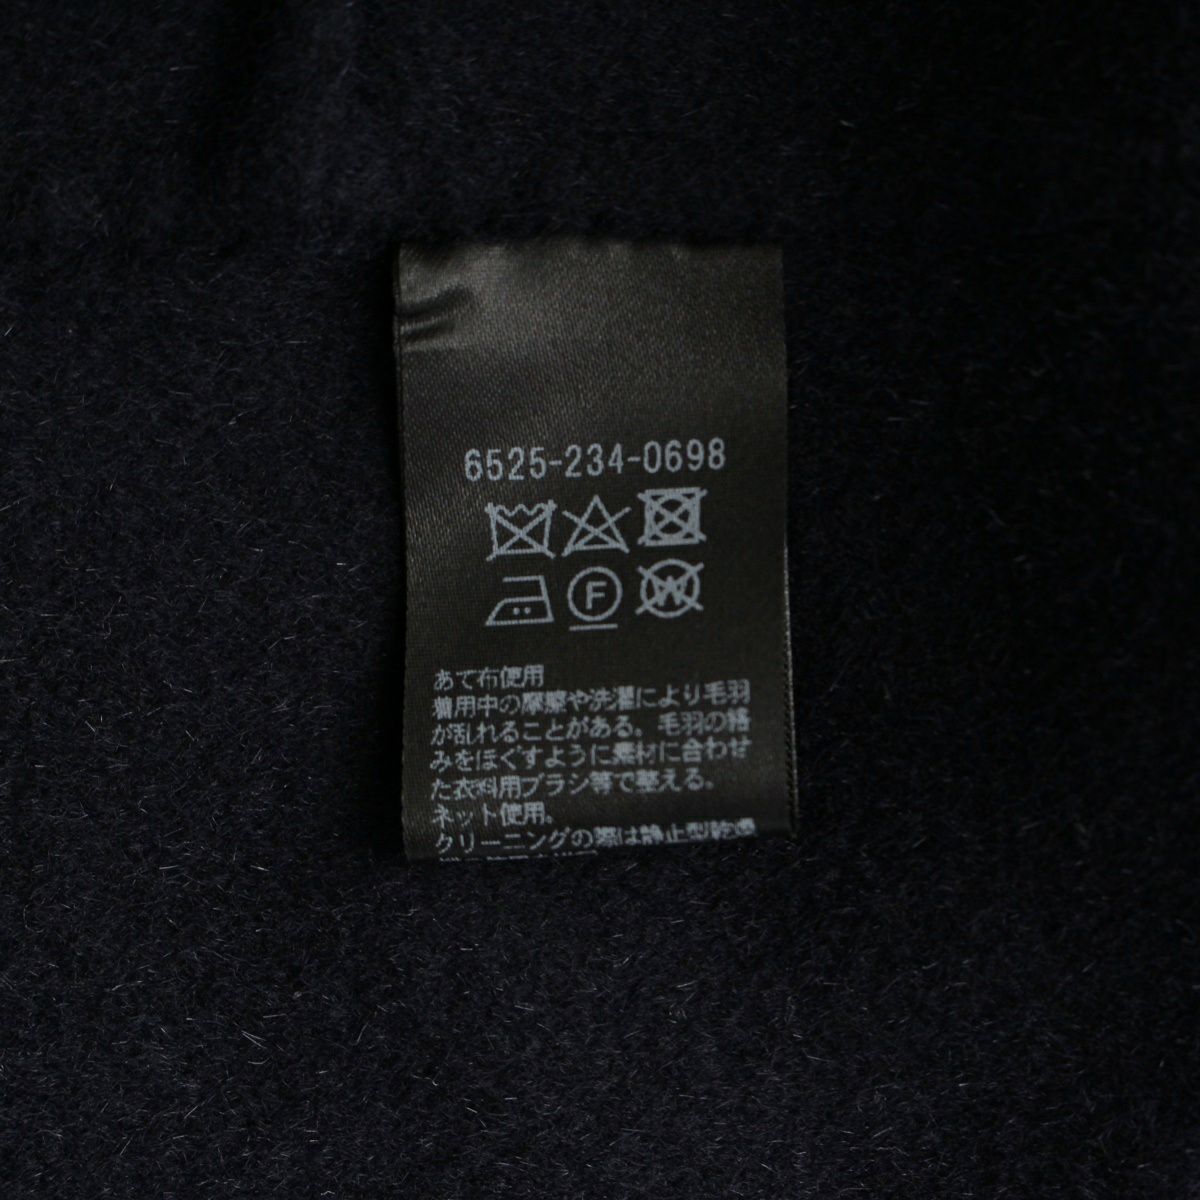 6525-234-0698
F
W
あて布使用
着用中の摩擦や洗濯により毛羽
が乱れることがある。毛羽の絡
みをほぐすように素材に合わせ
た衣料用ブラシ等で整える。
ネット使用。
クリーニングの際は静止型乾燥